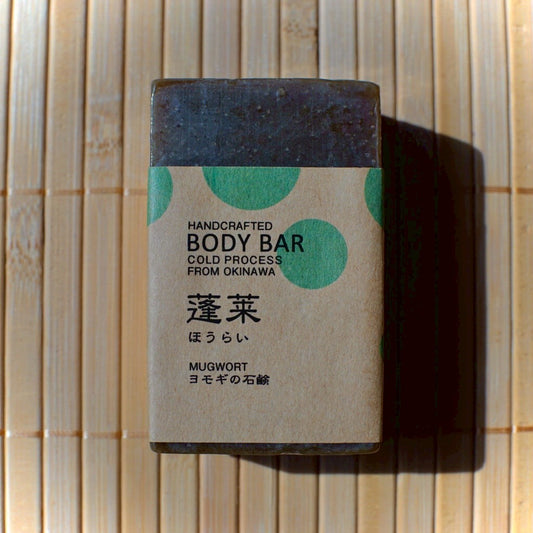 HANDCRAFTED
BODY BAR
COLD PROCESS
FROM OKINAWA
蓬莱
ほうらい
MUGWORT
ヨモギの石鹸